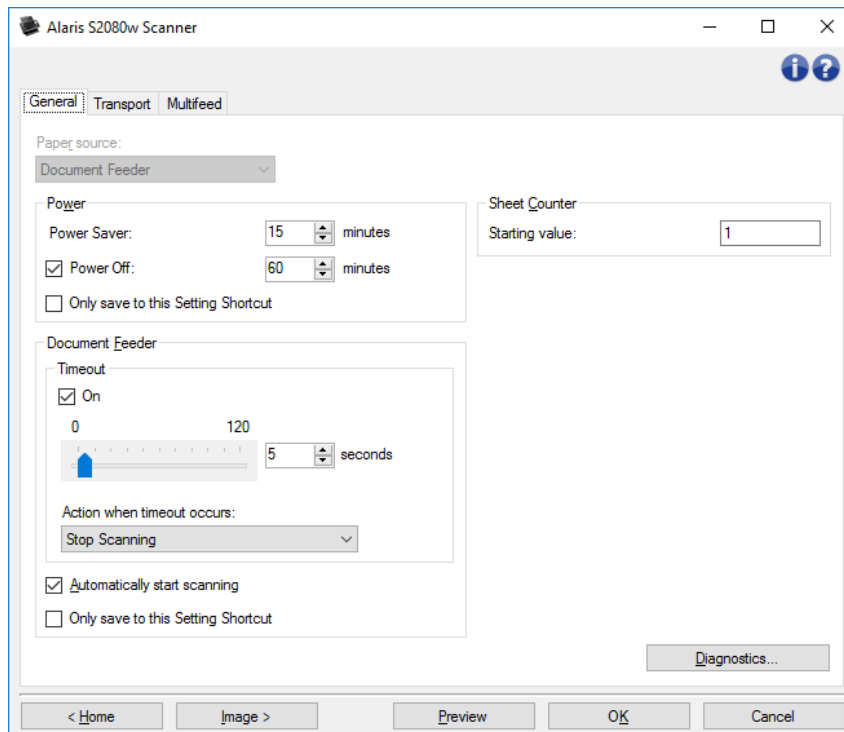 Alaris S2080w Scanner
General Transport Multifeed
Paper source:
Document Feeder
Power
Power Saver: 15 minutes
Power Off: 60 minutes
Only save to this Setting Shortcut
Sheet Counter
Starting value: 1
Document Feeder
Timeout
On
0 120
5 seconds
Action when timeout occurs:
Stop Scanning
Automatically start scanning
Only save to this Setting Shortcut
Diagnostics...
< Home Image > Preview OK Cancel